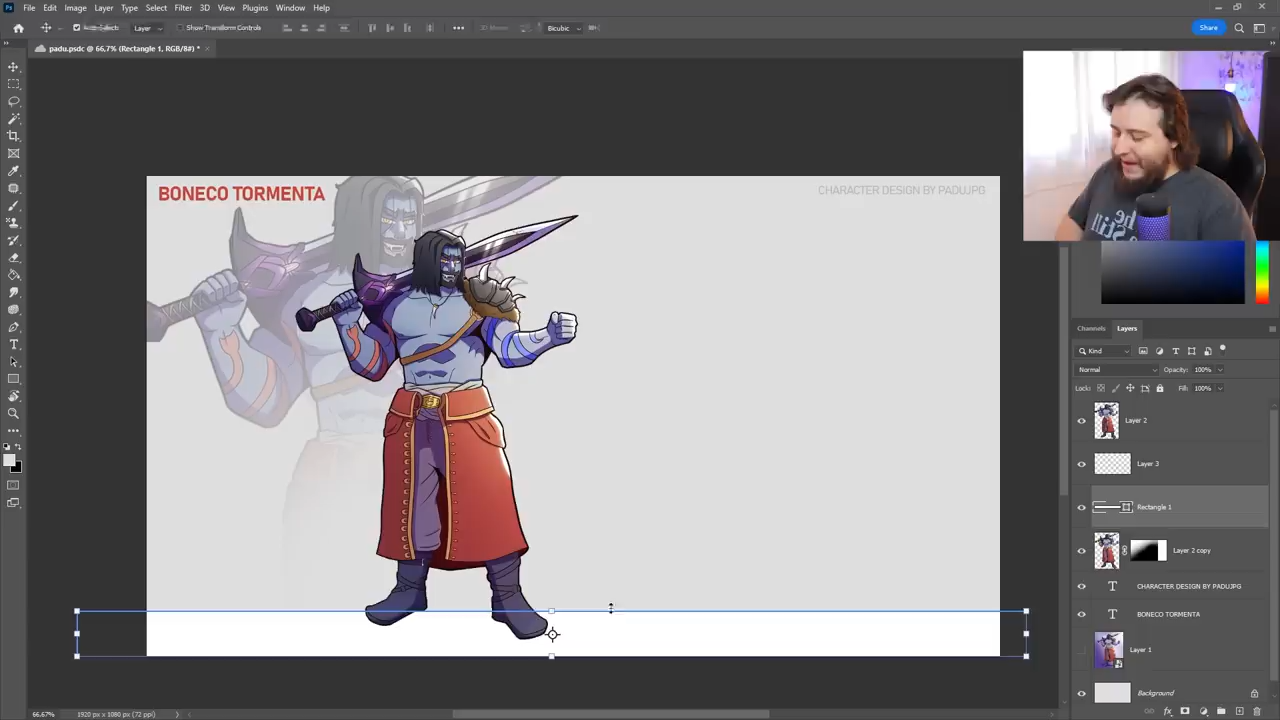 Ps File Edit Image Layer Type Select Filter 3D View Plugins Window Help
Layer Show Transform Controls 3D Mode: Bicubic Share
padu.psdc @ 66,7% (Rectangle 1, RGB/8#) *
BONECO TORMENTA
CHARACTER DESIGN BY PADUJPG
Channels Layers
Kind
Normal Opacity: 100%
Lock: Fill: 100%
Layer 2
Layer 3
Rectangle 1
Layer 2 copy
T CHARACTER DESIGN BY PADUJPG
T BONECO TORMENTA
Layer 1
Background
66.67% 1920 px x 1080 px (72 ppi)